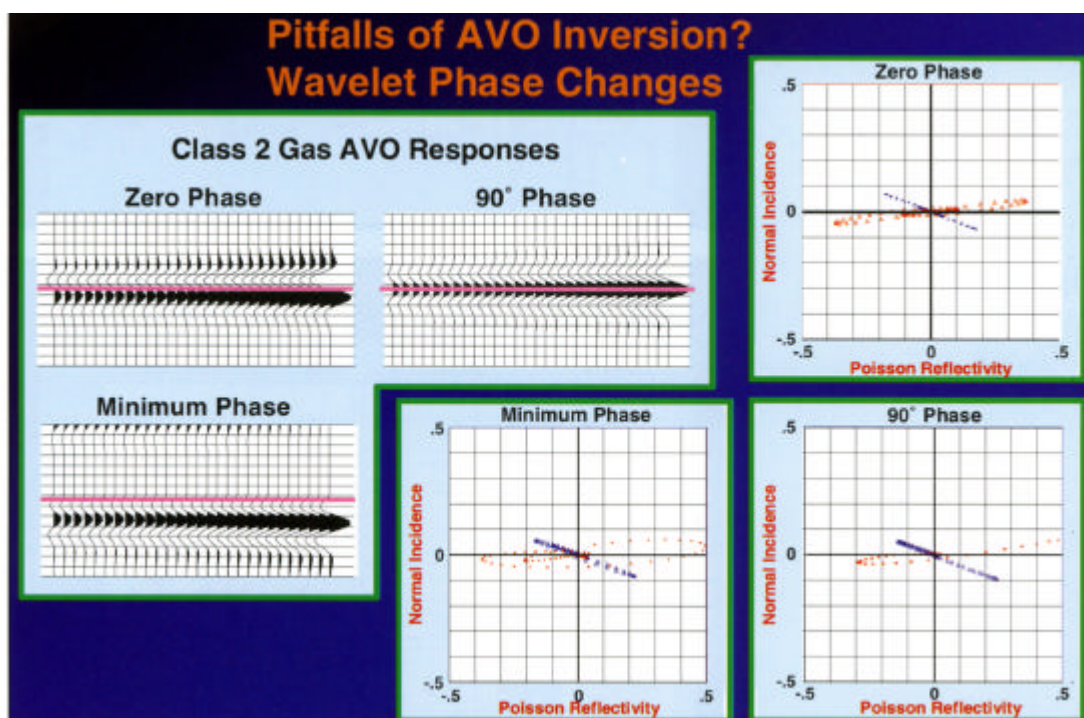 Pitfalls of AVO Inversion?
Wavelet Phase Changes
Class 2 Gas AVO Responses
Zero Phase
90° Phase
Minimum Phase
Zero Phase
.5
Normal Incidence
0
-.5
-.5
0
.5
Poisson Reflectivity
Minimum Phase
.5
Normal Incidence
0
-.5
-.5
0
.5
Poisson Reflectivity
90° Phase
.5
Normal Incidence
0
-.5
-.5
0
.5
Poisson Reflectivity